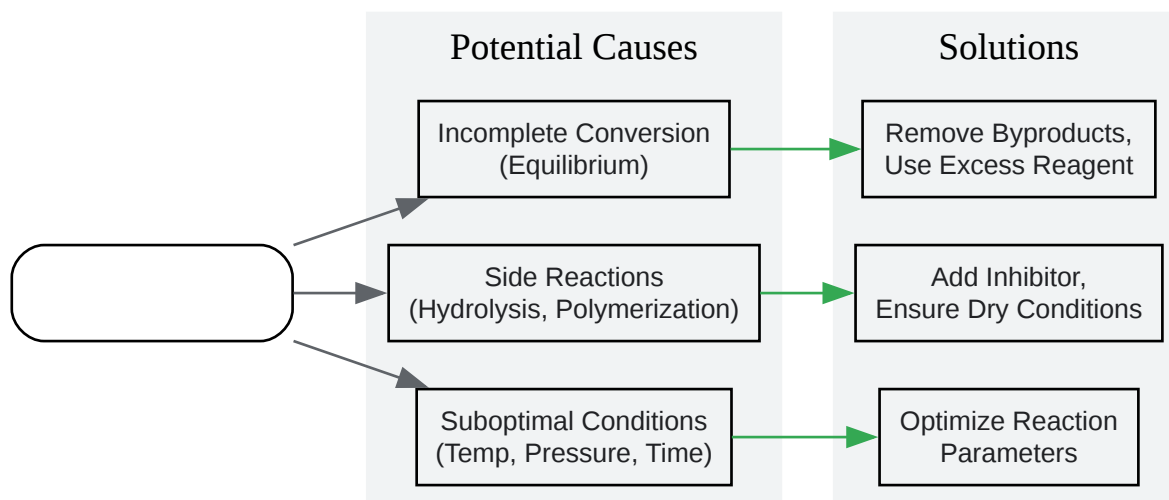 Potential Causes
Solutions
Incomplete Conversion
(Equilibrium)
Remove Byproducts,
Use Excess Reagent
Side Reactions
(Hydrolysis, Polymerization)
Add Inhibitor,
Ensure Dry Conditions
Suboptimal Conditions
(Temp, Pressure, Time)
Optimize Reaction
Parameters